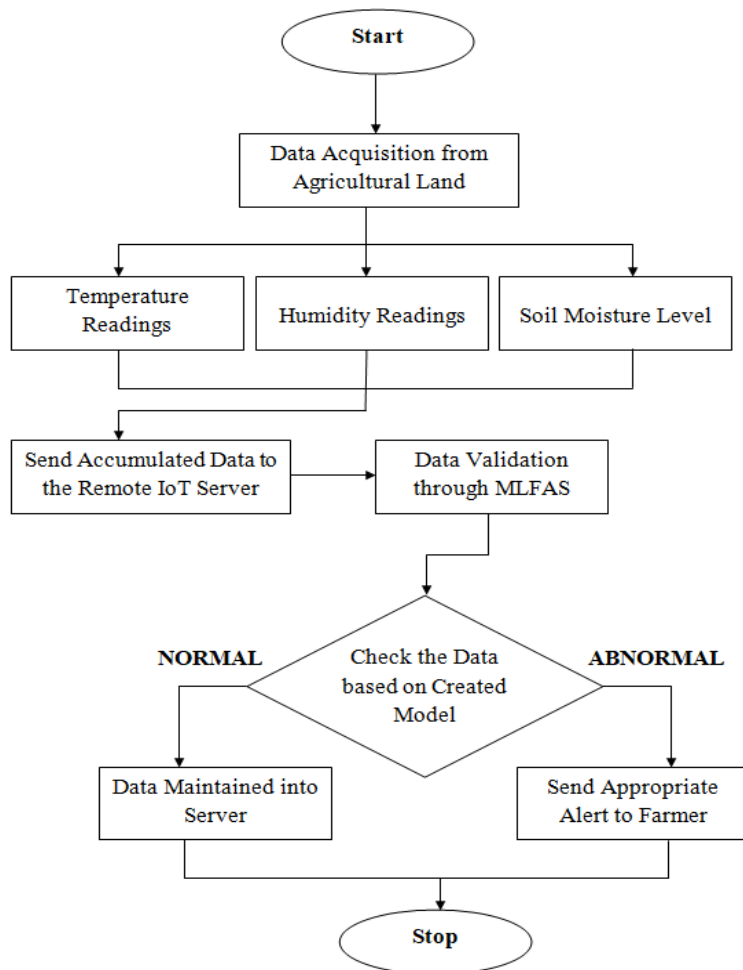 Start
Data Acquisition from
Agricultural Land
Temperature
Readings
Humidity Readings
Soil Moisture Level
Send Accumulated Data to
the Remote IoT Server
Data Validation
through MLFAS
NORMAL
Check the Data
based on Created
Model
ABNORMAL
Data Maintained into
Server
Send Appropriate
Alert to Farmer
Stop